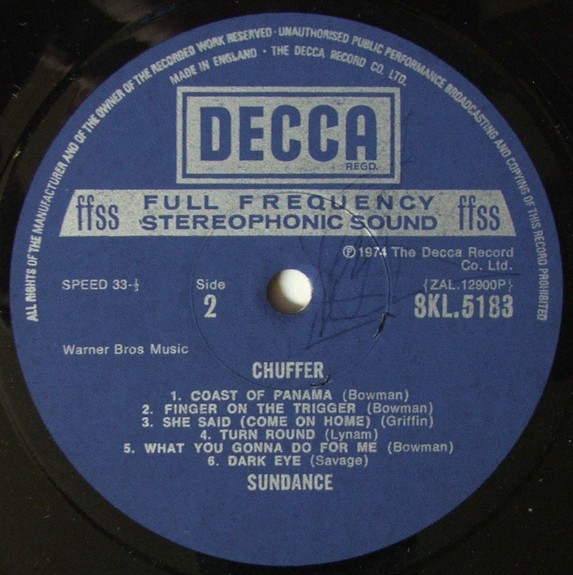 ALL RIGHTS OF THE MANUFACTURER AND OF THE OWNER OF THE RECORDED WORK RESERVED · UNAUTHORISED PUBLIC PERFORMANCE BROADCASTING AND COPYING OF THIS RECORD PROHIBITED
MADE IN ENGLAND · THE DECCA RECORD CO. LTD.
DECCA
REGD.
ffss FULL FREQUENCY STEREOPHONIC SOUND ffss
℗ 1974 The Decca Record
Co. Ltd.
SPEED 33-⅓
Side
2
{ZAL.12900P}
SKL.5183
Warner Bros Music
CHUFFER
1. COAST OF PANAMA (Bowman)
2. FINGER ON THE TRIGGER (Bowman)
3. SHE SAID (COME ON HOME) (Griffin)
4. TURN ROUND (Lynam)
5. WHAT YOU GONNA DO FOR ME (Bowman)
6. DARK EYE (Savage)
SUNDANCE